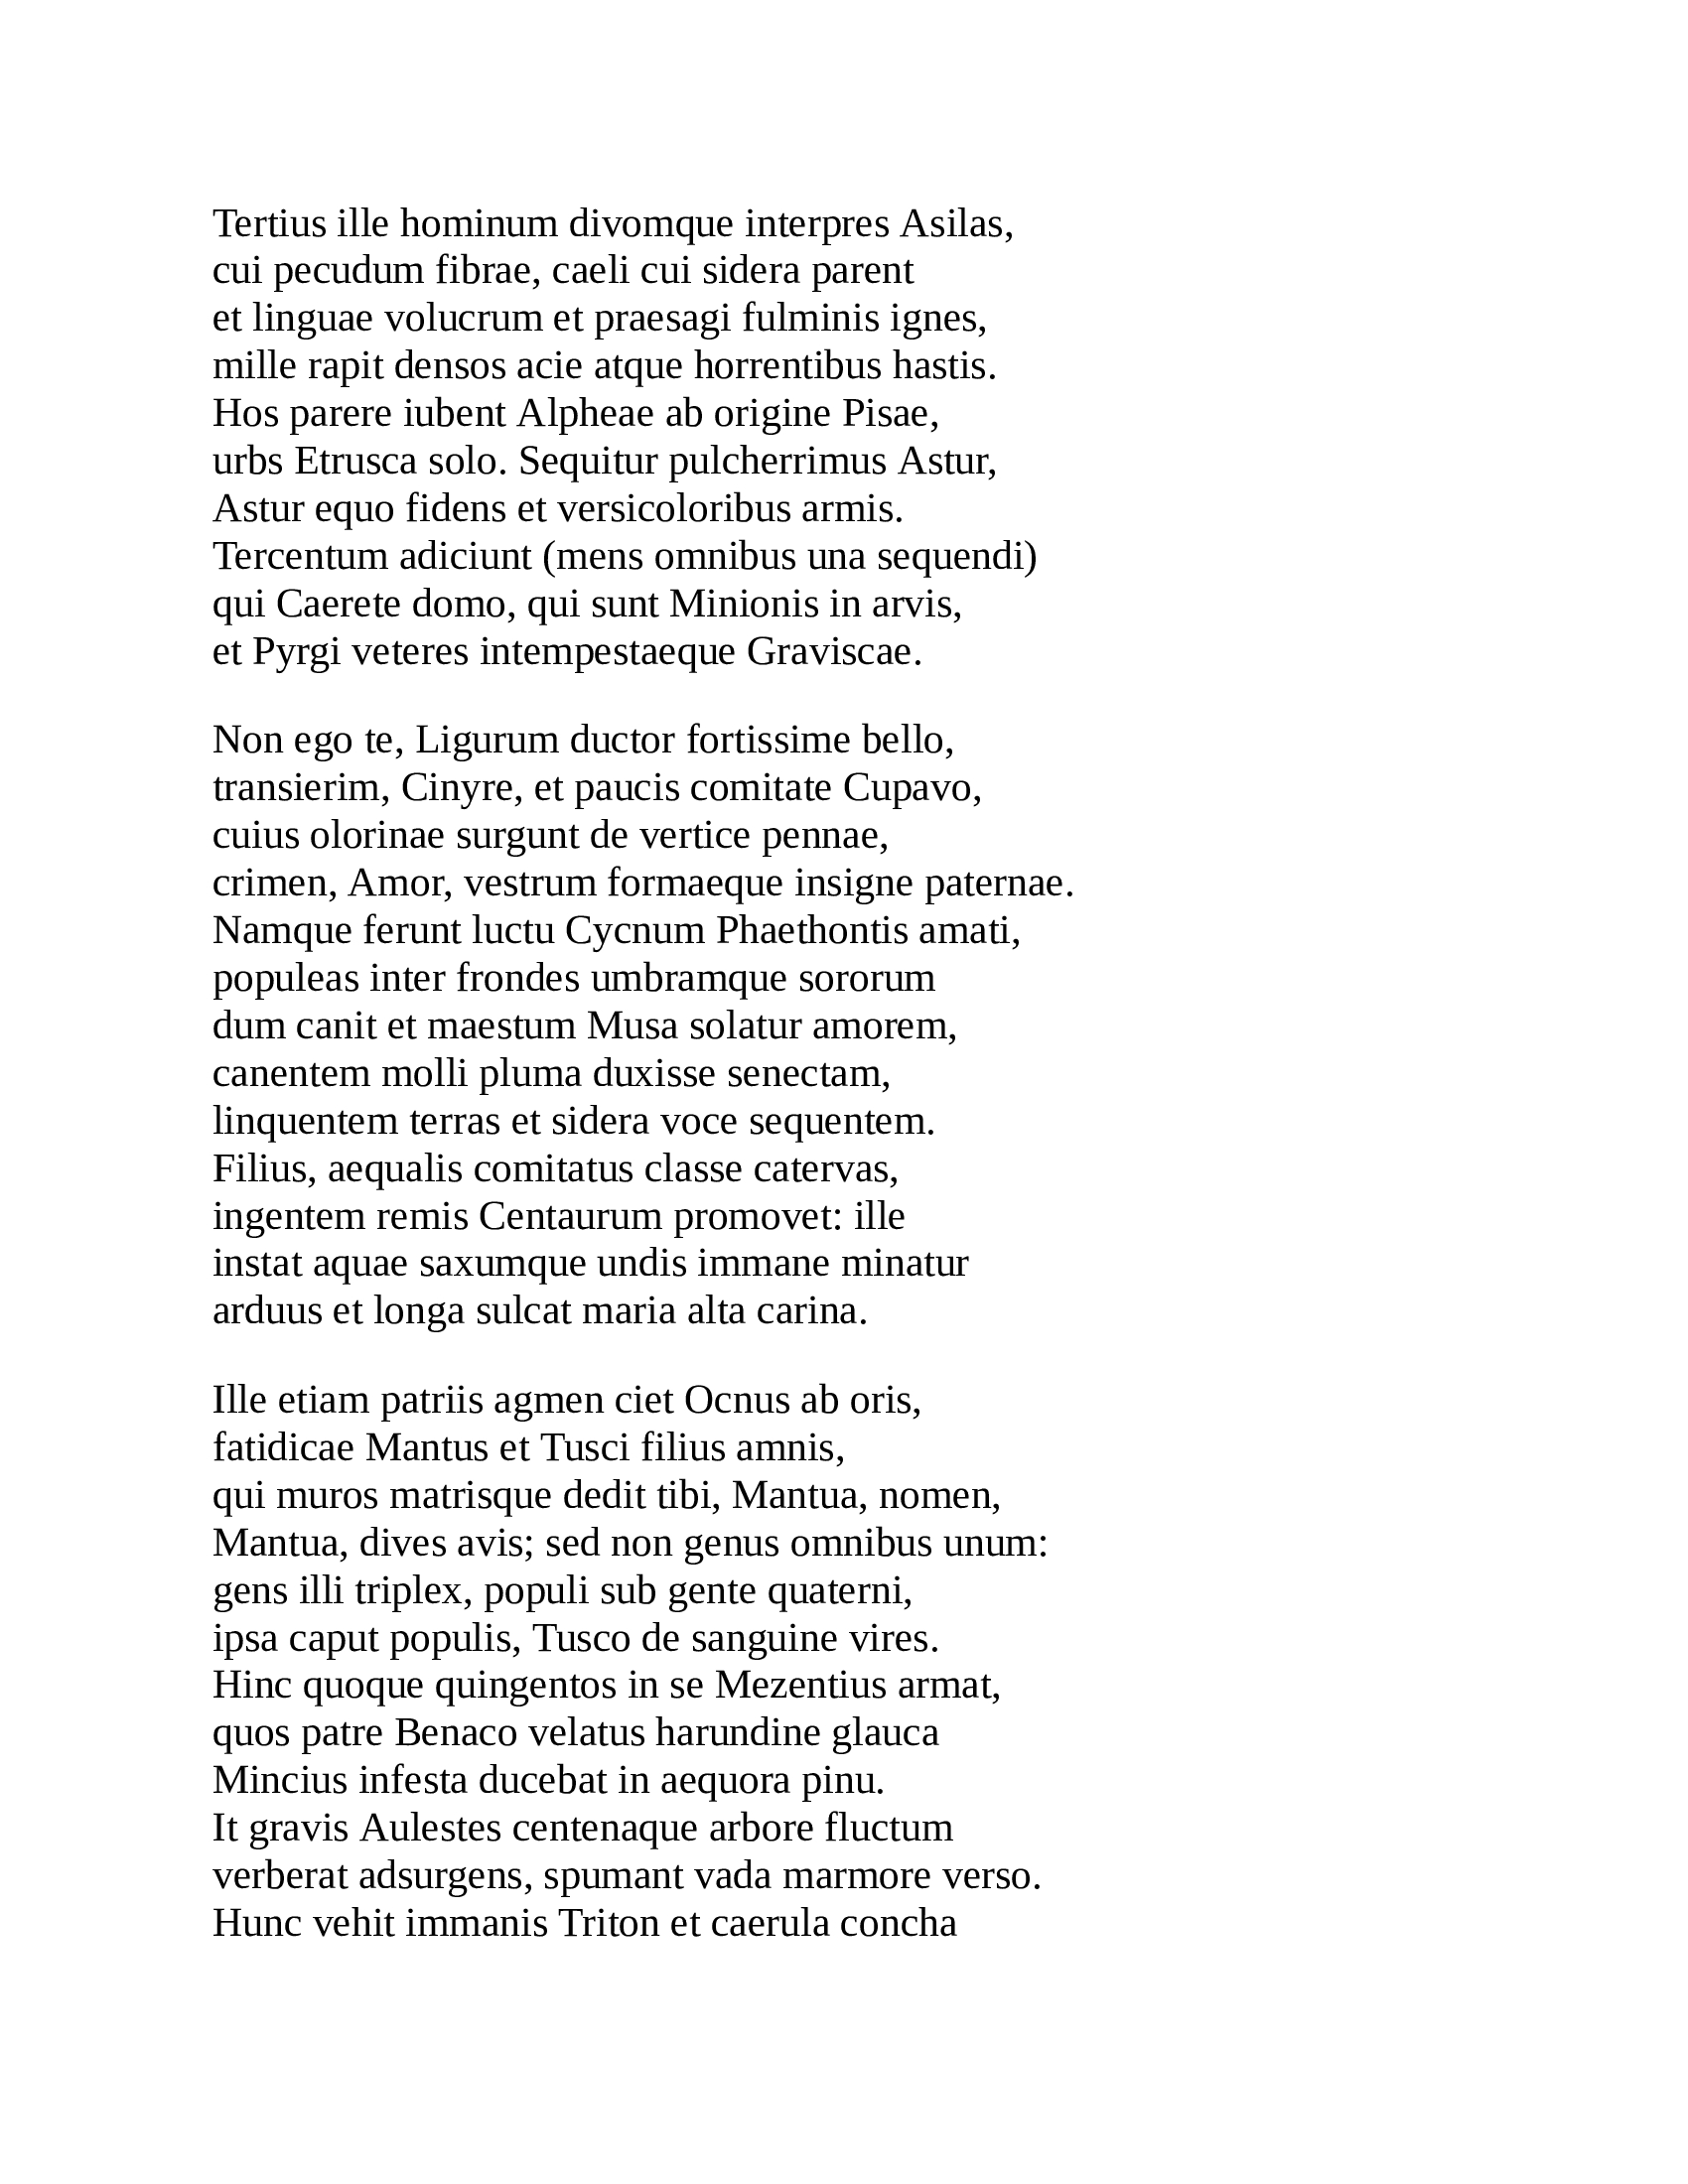 Tertius ille hominum divomque interpres Asilas,
cui pecudum fibrae, caeli cui sidera parent
et linguae volucrum et praesagi fulminis ignes,
mille rapit densos acie atque horrentibus hastis.
Hos parere iubent Alpheae ab origine Pisae,
urbs Etrusca solo. Sequitur pulcherrimus Astur,
Astur equo fidens et versicoloribus armis.
Tercentum adiciunt (mens omnibus una sequendi)
qui Caerete domo, qui sunt Minionis in arvis,
et Pyrgi veteres intempestaeque Graviscae.

Non ego te, Ligurum ductor fortissime bello,
transierim, Cinyre, et paucis comitate Cupavo,
cuius olorinae surgunt de vertice pennae,
crimen, Amor, vestrum formaeque insigne paternae.
Namque ferunt luctu Cycnum Phaethontis amati,
populeas inter frondes umbramque sororum
dum canit et maestum Musa solatur amorem,
canentem molli pluma duxisse senectam,
linquentem terras et sidera voce sequentem.
Filius, aequalis comitatus classe catervas,
ingentem remis Centaurum promovet: ille
instat aquae saxumque undis immane minatur
arduus et longa sulcat maria alta carina.

Ille etiam patriis agmen ciet Ocnus ab oris,
fatidicae Mantus et Tusci filius amnis,
qui muros matrisque dedit tibi, Mantua, nomen,
Mantua, dives avis; sed non genus omnibus unum:
gens illi triplex, populi sub gente quaterni,
ipsa caput populis, Tusco de sanguine vires.
Hinc quoque quingentos in se Mezentius armat,
quos patre Benaco velatus harundine glauca
Mincius infesta ducebat in aequora pinu.
It gravis Aulestes centenaque arbore fluctum
verberat adsurgens, spumant vada marmore verso.
Hunc vehit immanis Triton et caerula concha